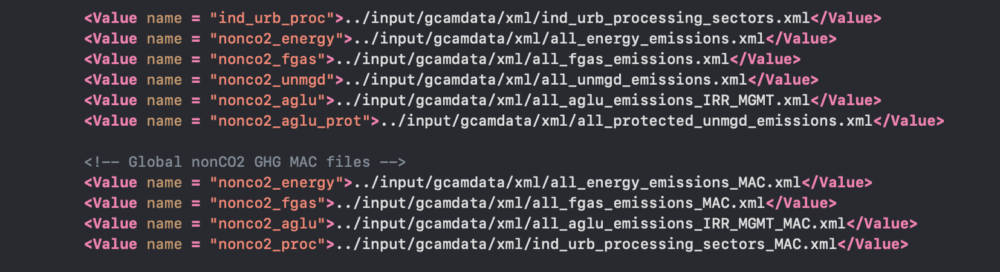 <Value name = "ind_urb_proc">../input/gcamdata/xml/ind_urb_processing_sectors.xml</Value>
<Value name = "nonco2_energy">../input/gcamdata/xml/all_energy_emissions.xml</Value>
<Value name = "nonco2_fgas">../input/gcamdata/xml/all_fgas_emissions.xml</Value>
<Value name = "nonco2_unmgd">../input/gcamdata/xml/all_unmgd_emissions.xml</Value>
<Value name = "nonco2_aglu">../input/gcamdata/xml/all_aglu_emissions_IRR_MGMT.xml</Value>
<Value name = "nonco2_aglu_prot">../input/gcamdata/xml/all_protected_unmgd_emissions.xml</Value>
<!-- Global nonCO2 GHG MAC files -->
<Value name = "nonco2_energy">../input/gcamdata/xml/all_energy_emissions_MAC.xml</Value>
<Value name = "nonco2_fgas">../input/gcamdata/xml/all_fgas_emissions_MAC.xml</Value>
<Value name = "nonco2_aglu">../input/gcamdata/xml/all_aglu_emissions_IRR_MGMT_MAC.xml</Value>
<Value name = "nonco2_proc">../input/gcamdata/xml/ind_urb_processing_sectors_MAC.xml</Value>